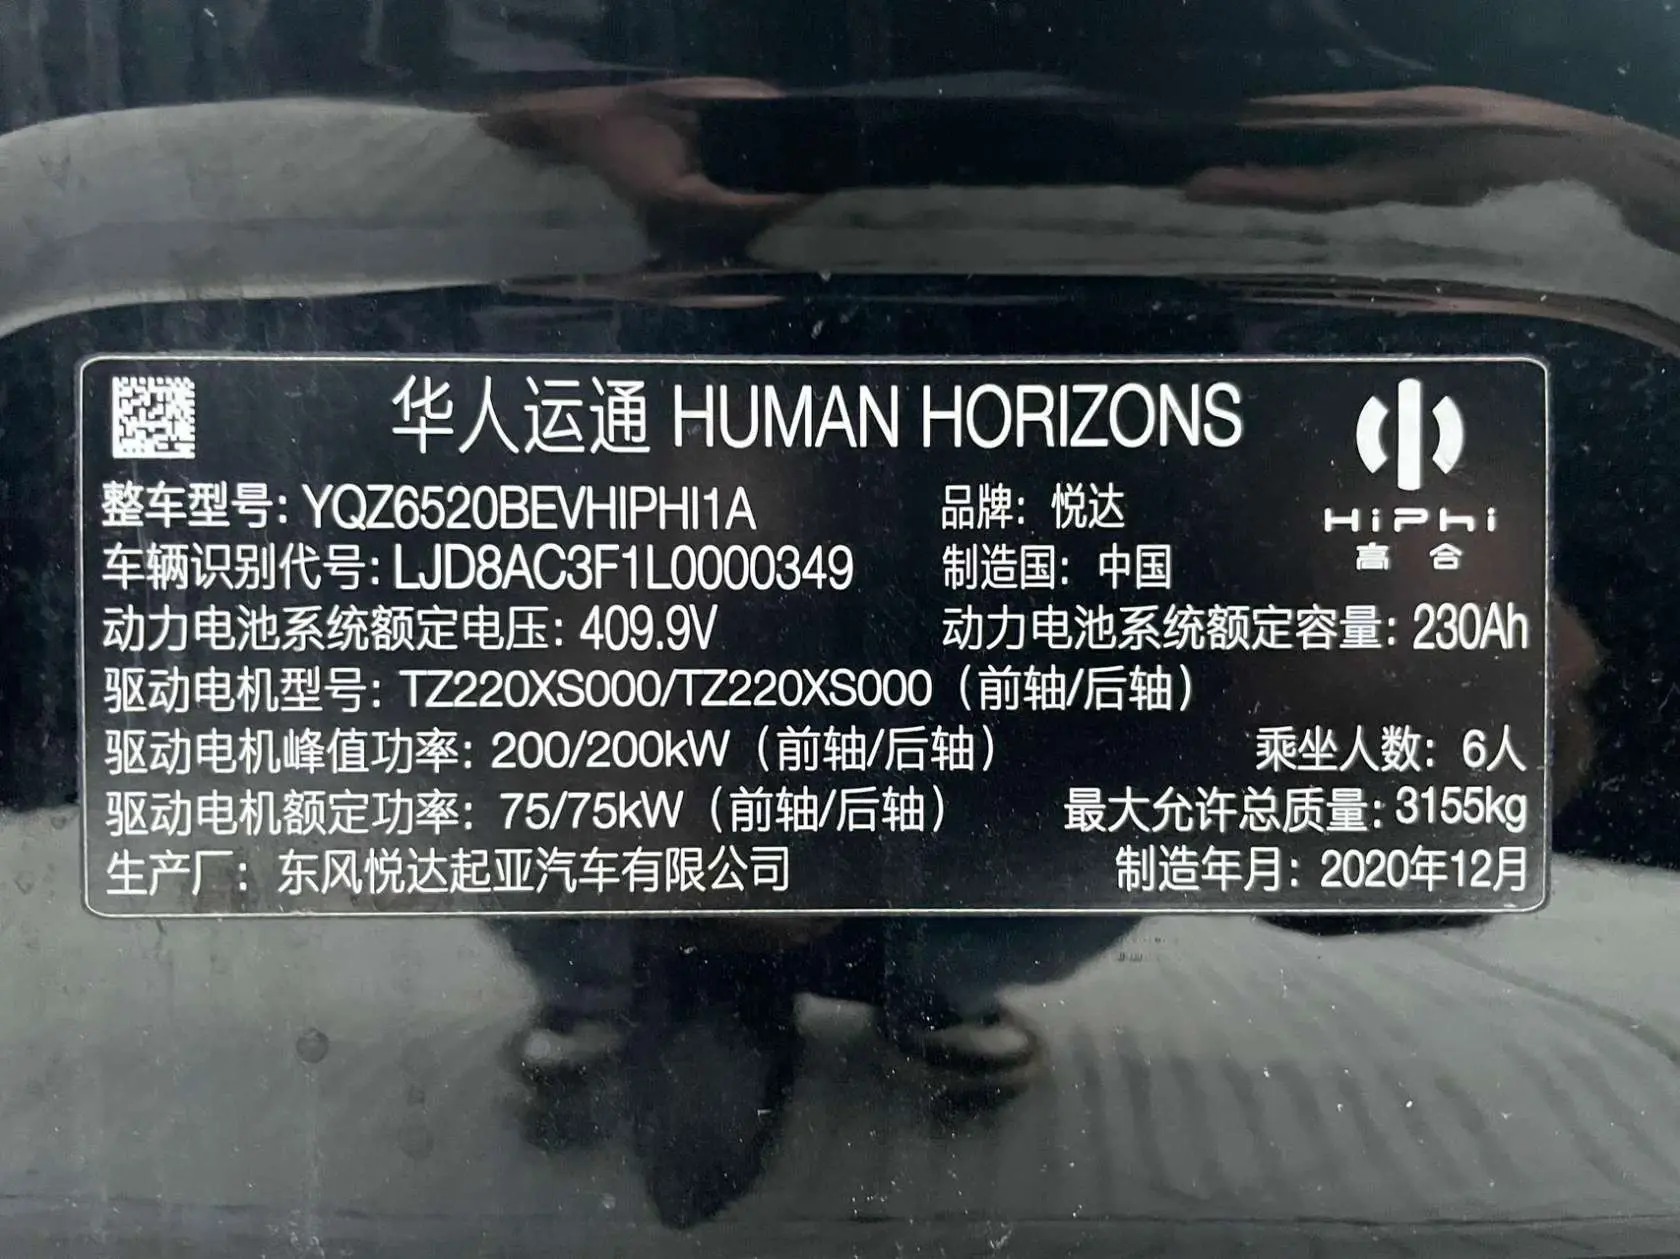 华人运通 HUMAN HORIZONS
HiPhi
高合
整车型号: YQZ6520BEVHIPHI1A 品牌: 悦达
车辆识别代号: LJD8AC3F1L0000349 制造国: 中国
动力电池系统额定电压: 409.9V 动力电池系统额定容量: 230Ah
驱动电机型号: TZ220XS000/TZ220XS000（前轴/后轴）
驱动电机峰值功率: 200/200kW（前轴/后轴） 乘坐人数: 6人
驱动电机额定功率: 75/75kW（前轴/后轴） 最大允许总质量: 3155kg
生产厂: 东风悦达起亚汽车有限公司 制造年月: 2020年12月